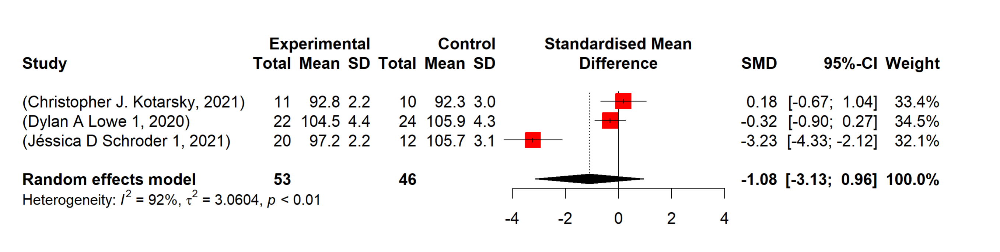 Experimental Control Standardised Mean
Study Total Mean SD Total Mean SD Difference SMD 95%-CI Weight
(Christopher J. Kotarsky, 2021) 11 92.8 2.2 10 92.3 3.0 0.18 [-0.67; 1.04] 33.4%
(Dylan A Lowe 1, 2020) 22 104.5 4.4 24 105.9 4.3 -0.32 [-0.90; 0.27] 34.5%
(Jéssica D Schroder 1, 2021) 20 97.2 2.2 12 105.7 3.1 -3.23 [-4.33; -2.12] 32.1%
Random effects model 53 46 -1.08 [-3.13; 0.96] 100.0%
Heterogeneity: I² = 92%, τ² = 3.0604, p < 0.01
-4 -2 0 2 4